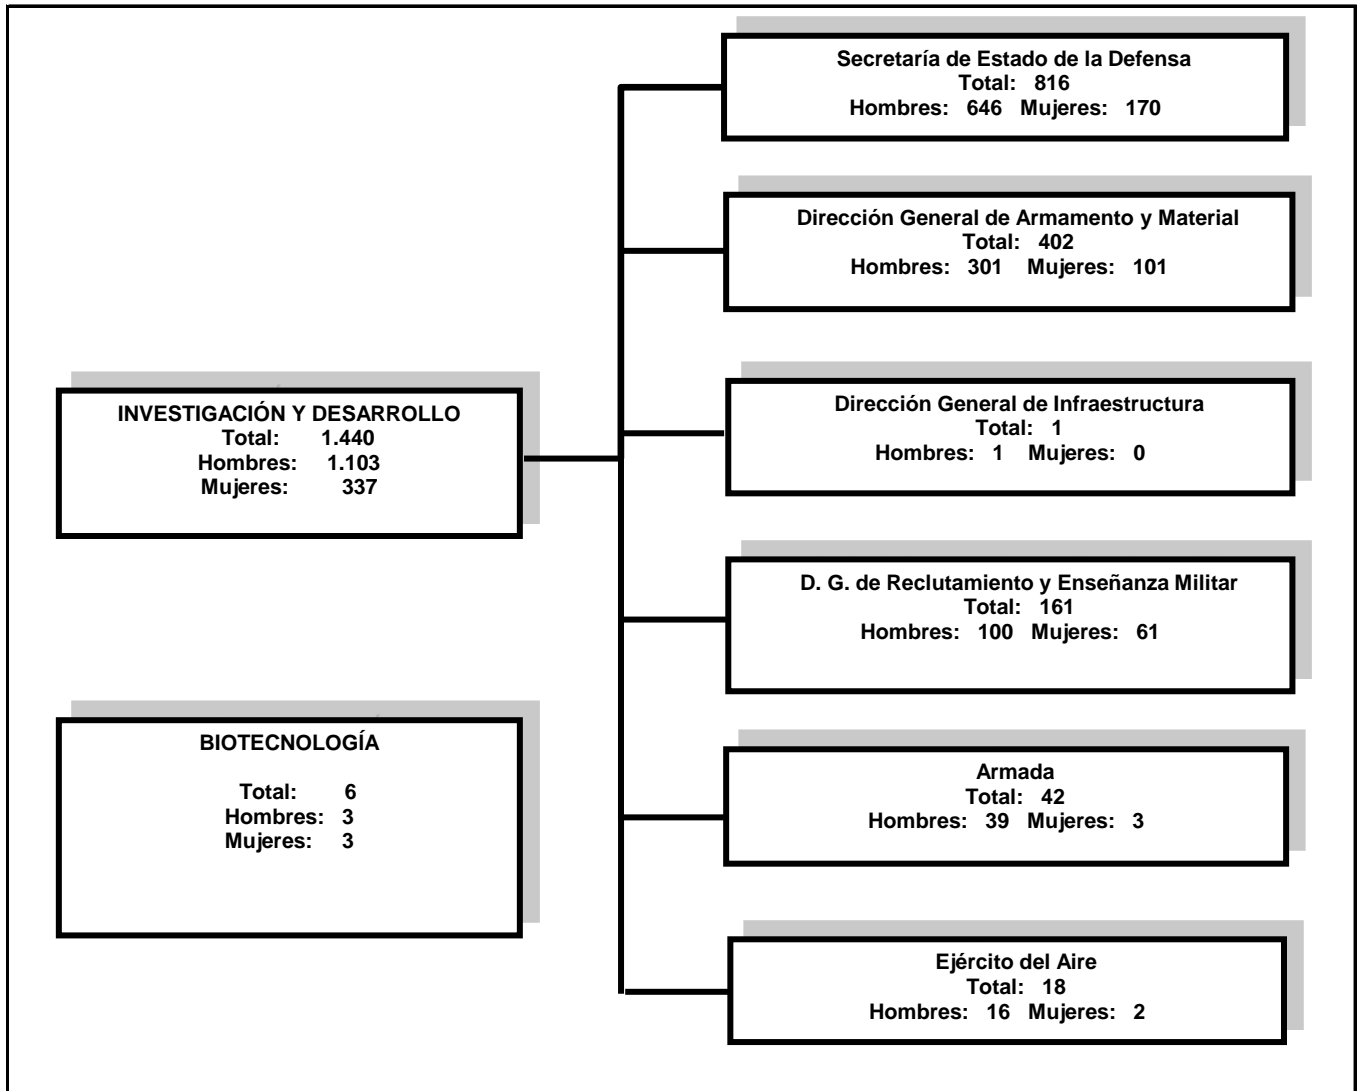 Secretaría de Estado de la Defensa
Total: 816
Hombres: 646 Mujeres: 170
Dirección General de Armamento y Material
Total: 402
Hombres: 301 Mujeres: 101
INVESTIGACIÓN Y DESARROLLO
Total: 1.440
Hombres: 1.103
Mujeres: 337
Dirección General de Infraestructura
Total: 1
Hombres: 1 Mujeres: 0
D. G. de Reclutamiento y Enseñanza Militar
Total: 161
Hombres: 100 Mujeres: 61
BIOTECNOLOGÍA
Total: 6
Hombres: 3
Mujeres: 3
Armada
Total: 42
Hombres: 39 Mujeres: 3
Ejército del Aire
Total: 18
Hombres: 16 Mujeres: 2